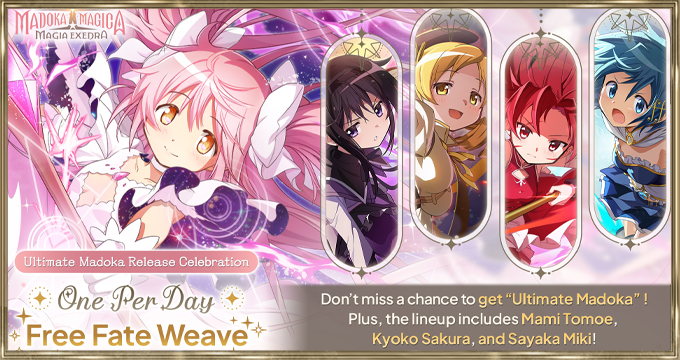 MADOKA MAGICA
MAGIA EXEDRA
Ultimate Madoka Release Celebration
One Per Day
Free Fate Weave
Don't miss a chance to get “Ultimate Madoka” !
Plus, the lineup includes Mami Tomoe,
Kyoko Sakura, and Sayaka Miki!